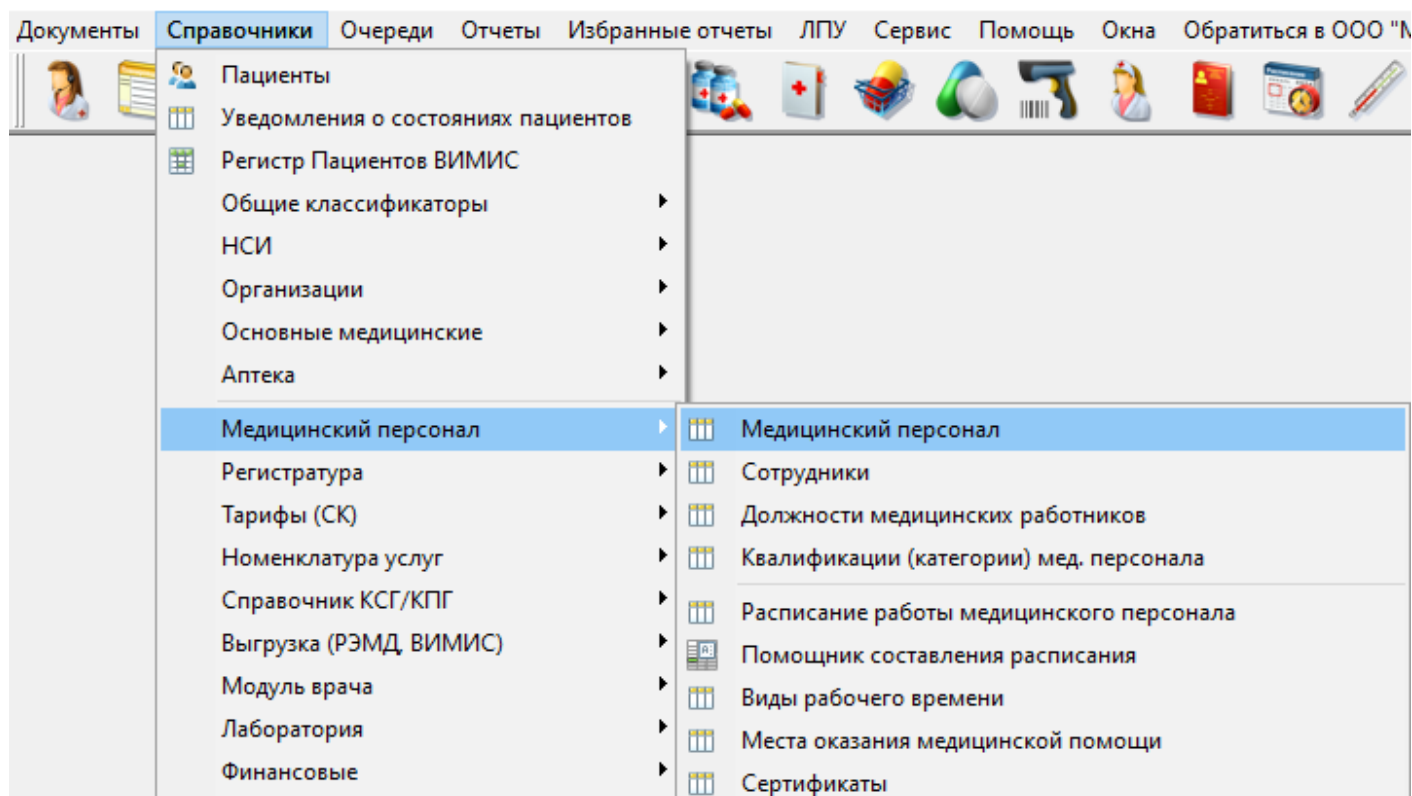 Документы Справочники Очереди Отчеты Избранные отчеты ЛПУ Сервис Помощь Окна Обратиться в ООО "М
Пациенты
Уведомления о состояниях пациентов
Регистр Пациентов ВИМИС
Общие классификаторы
НСИ
Организации
Основные медицинские
Аптека
Медицинский персонал
Регистратура
Тарифы (СК)
Номенклатура услуг
Справочник КСГ/КПГ
Выгрузка (РЭМД, ВИМИС)
Модуль врача
Лаборатория
Финансовые
Медицинский персонал
Сотрудники
Должности медицинских работников
Квалификации (категории) мед. персонала
Расписание работы медицинского персонала
Помощник составления расписания
Виды рабочего времени
Места оказания медицинской помощи
Сертификаты